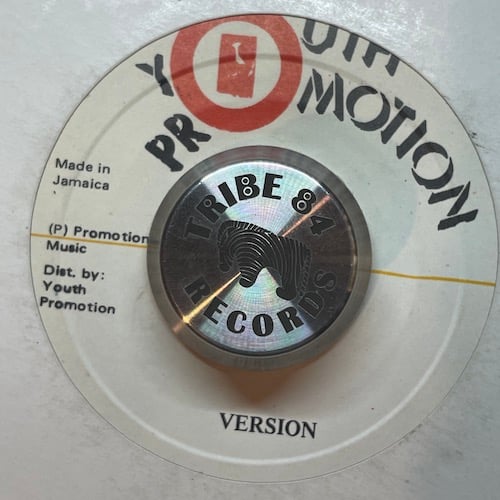 YOUTH
PROMOTION
Made in
Jamaica
(P) Promotion
Music
Dist. by:
Youth
Promotion
TRIBE 84
RECORDS
VERSION